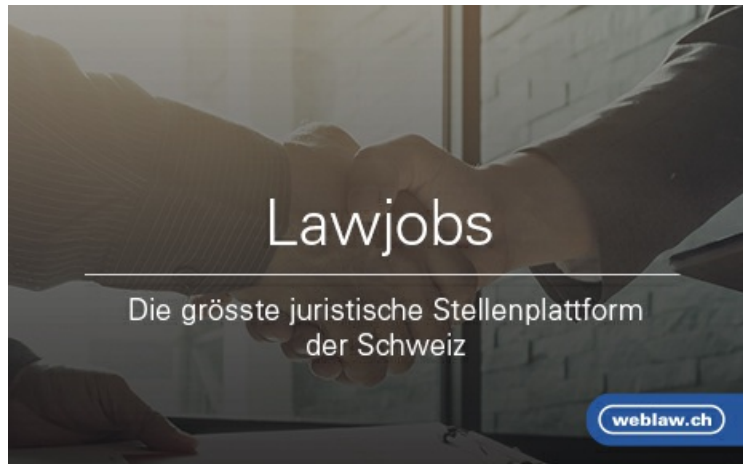 Lawjobs
Die grösste juristische Stellenplattform
der Schweiz
weblaw.ch